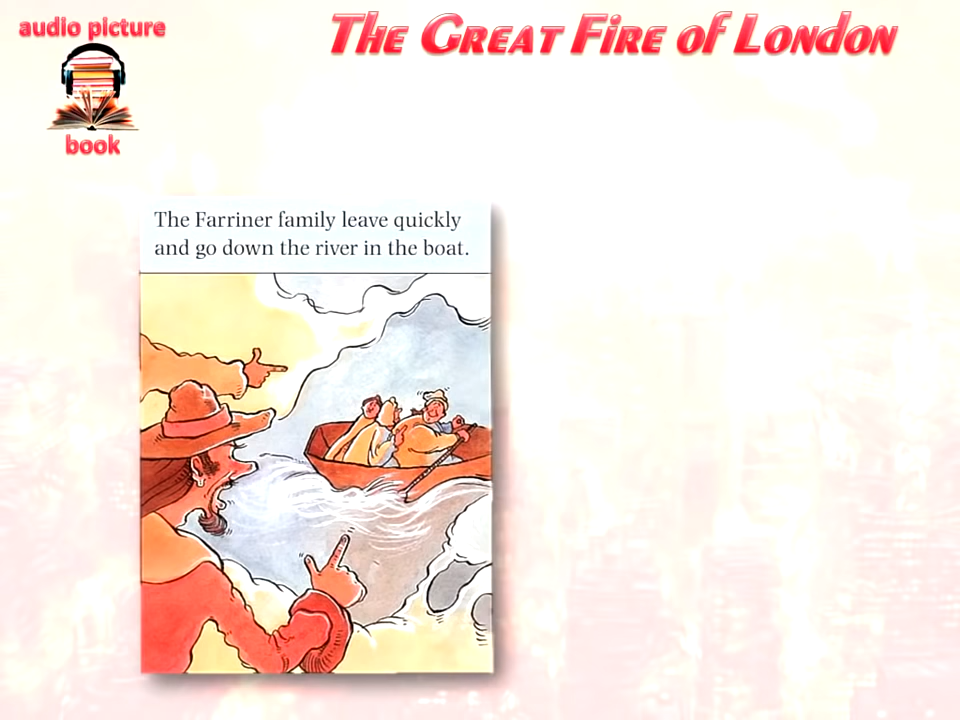 audio picture
book
The Great Fire of London
The Farriner family leave quickly
and go down the river in the boat.